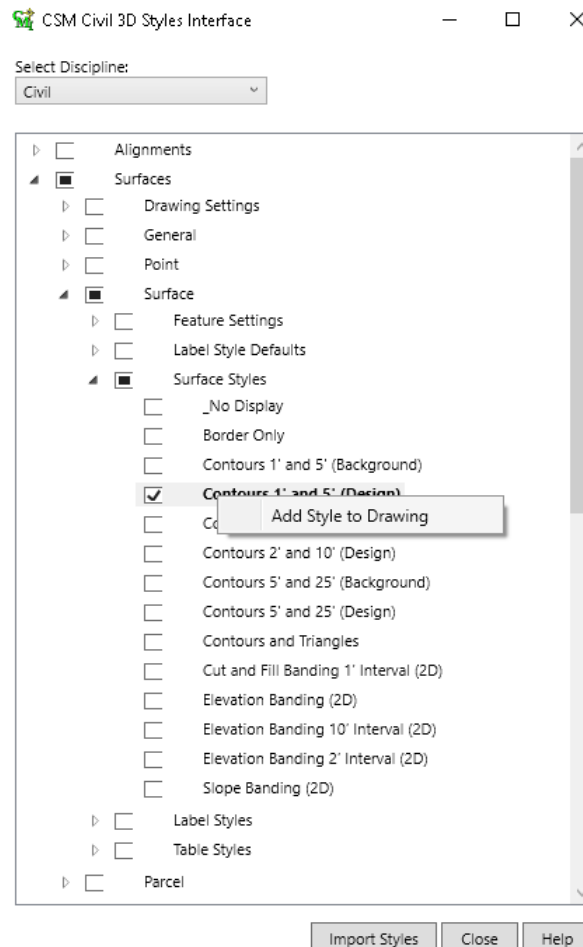 CSM Civil 3D Styles Interface
Select Discipline:
Civil
Alignments
Surfaces
Drawing Settings
General
Point
Surface
Feature Settings
Label Style Defaults
Surface Styles
_No Display
Border Only
Contours 1' and 5' (Background)
Contours 1' and 5' (Design)
Add Style to Drawing
Contours 2' and 10' (Design)
Contours 5' and 25' (Background)
Contours 5' and 25' (Design)
Contours and Triangles
Cut and Fill Banding 1' Interval (2D)
Elevation Banding (2D)
Elevation Banding 10' Interval (2D)
Elevation Banding 2' Interval (2D)
Slope Banding (2D)
Label Styles
Table Styles
Parcel
Import Styles Close Help